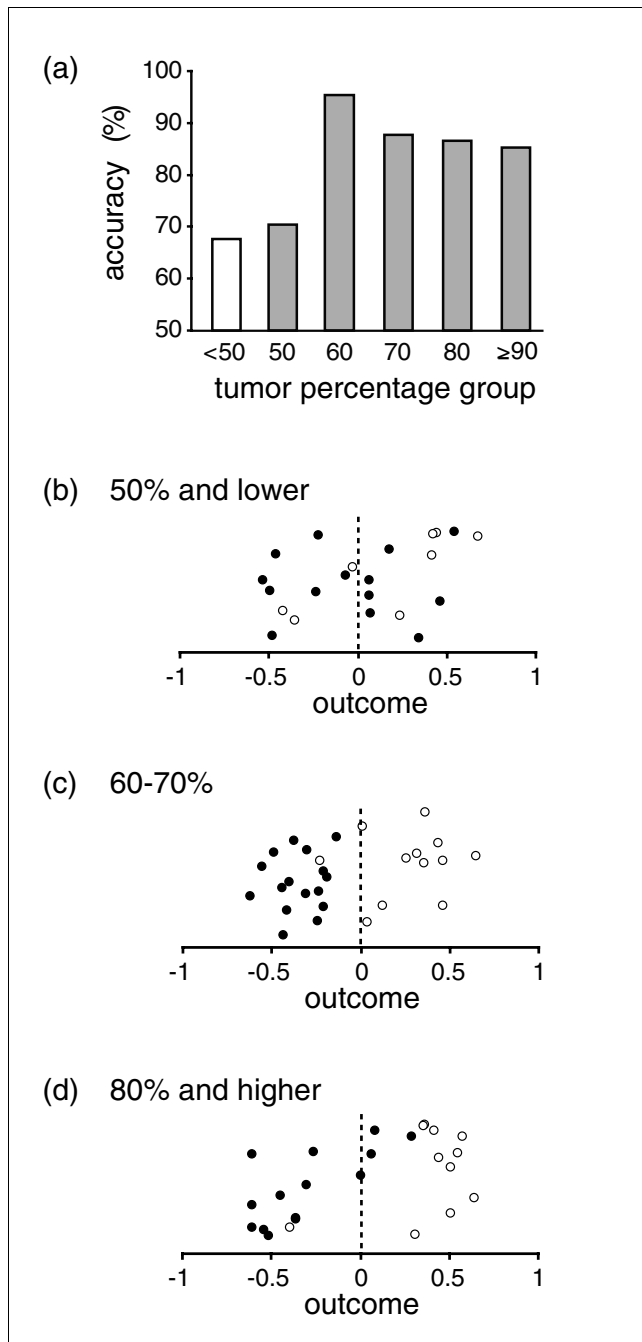 (a)
accuracy (%)
100
90
80
70
60
50
<50 50 60 70 80 ≥90
tumor percentage group
(b) 50% and lower
-1 -0.5 0 0.5 1
outcome
(c) 60-70%
-1 -0.5 0 0.5 1
outcome
(d) 80% and higher
-1 -0.5 0 0.5 1
outcome